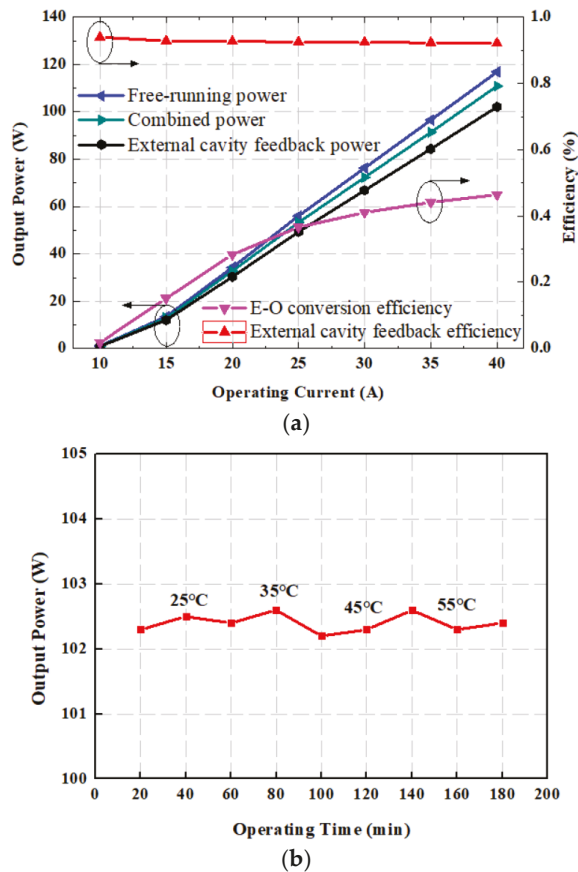 140
120
100
80
60
40
20
0
Output Power (W)
1.0
0.8
0.6
0.4
0.2
0.0
Efficiency (%)
Free-running power
Combined power
External cavity feedback power
E-O conversion efficiency
External cavity feedback efficiency
10 15 20 25 30 35 40
Operating Current (A)
(a)
105
104
103
102
101
100
Output Power (W)
25°C 35°C 45°C 55°C
0 20 40 60 80 100 120 140 160 180 200
Operating Time (min)
(b)